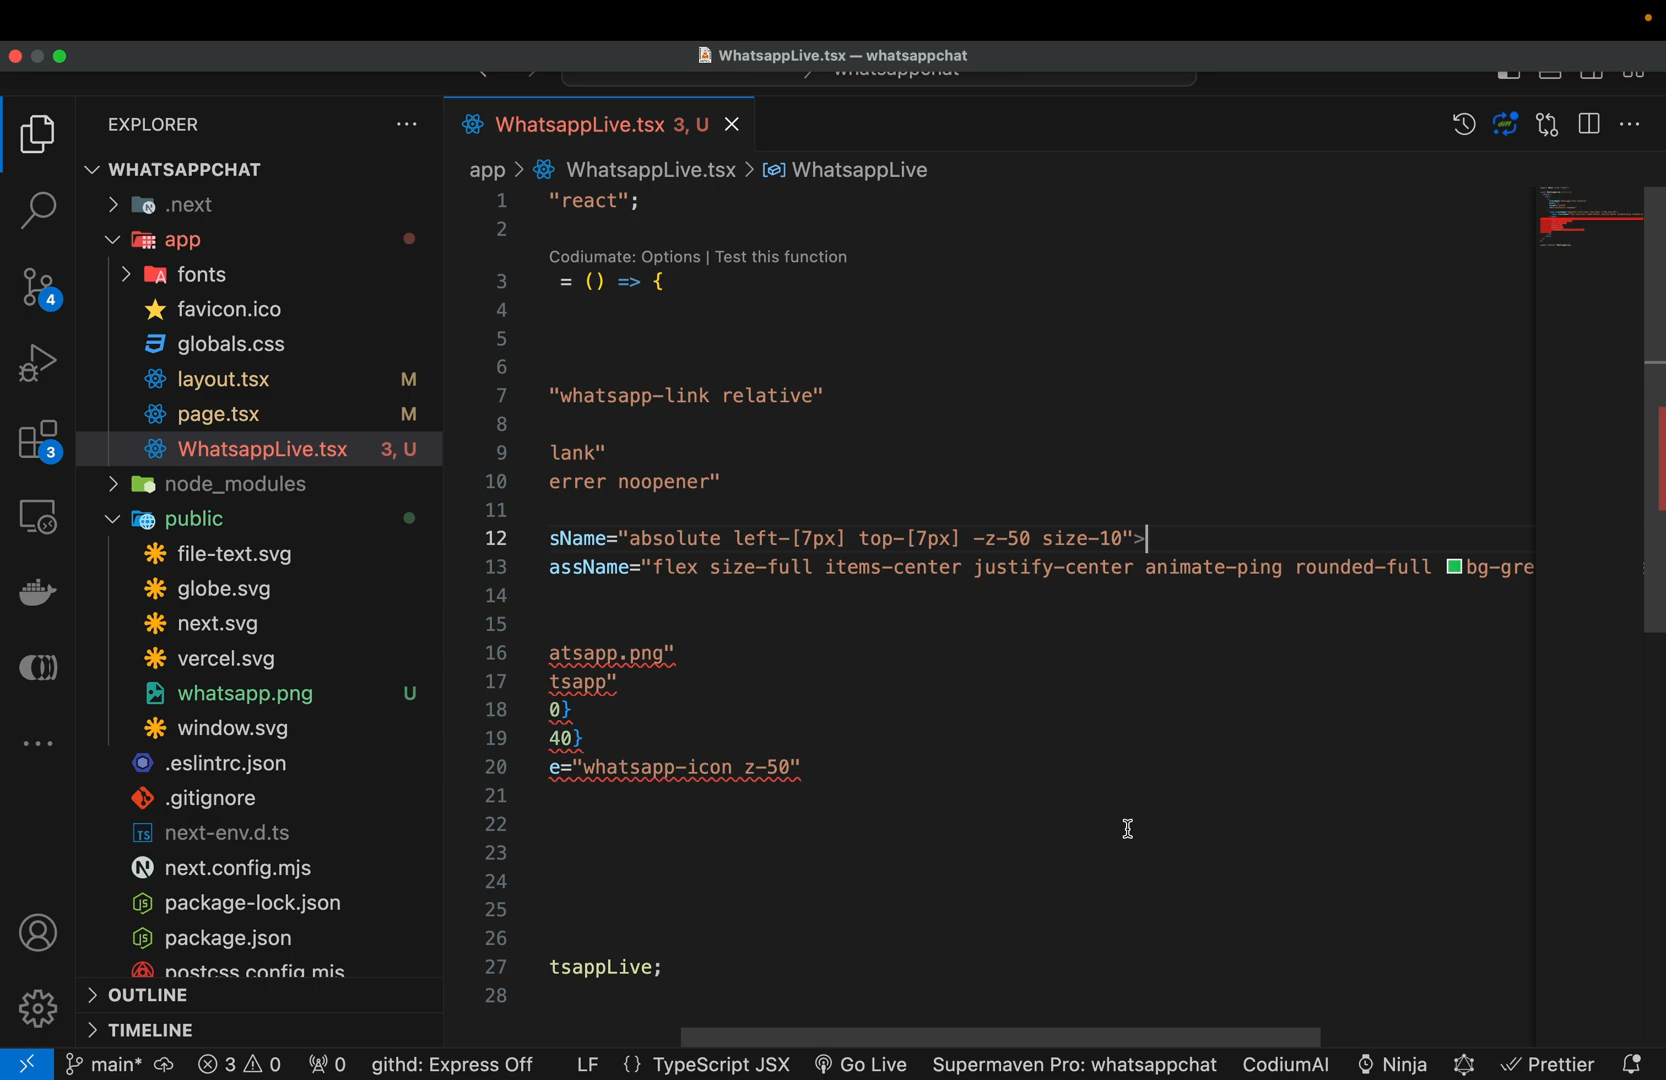 WhatsappLive.tsx — whatsappchat
whatsappchat
EXPLORER
WHATSAPPCHAT
.next
app
fonts
favicon.ico
globals.css
layout.tsx M
page.tsx M
WhatsappLive.tsx 3, U
node_modules
public
file-text.svg
globe.svg
next.svg
vercel.svg
whatsapp.png U
window.svg
.eslintrc.json
.gitignore
next-env.d.ts
next.config.mjs
package-lock.json
package.json
postcss.config.mjs
OUTLINE
TIMELINE
4
3
WhatsappLive.tsx 3, U
app > WhatsappLive.tsx > WhatsappLive
1 "react";
2
Codiumate: Options | Test this function
3 = () => {
4
5
6
7 "whatsapp-link relative"
8
9 lank"
10 errer noopener"
11
12 sName="absolute left-[7px] top-[7px] -z-50 size-10">
13 assName="flex size-full items-center justify-center animate-ping rounded-full bg-gre
14
15
16 atsapp.png"
17 tsapp"
18 0}
19 40}
20 e="whatsapp-icon z-50"
21
22
23
24
25
26
27 tsappLive;
28
main* 3 0 0 githd: Express Off LF {} TypeScript JSX Go Live Supermaven Pro: whatsappchat CodiumAI Ninja Prettier